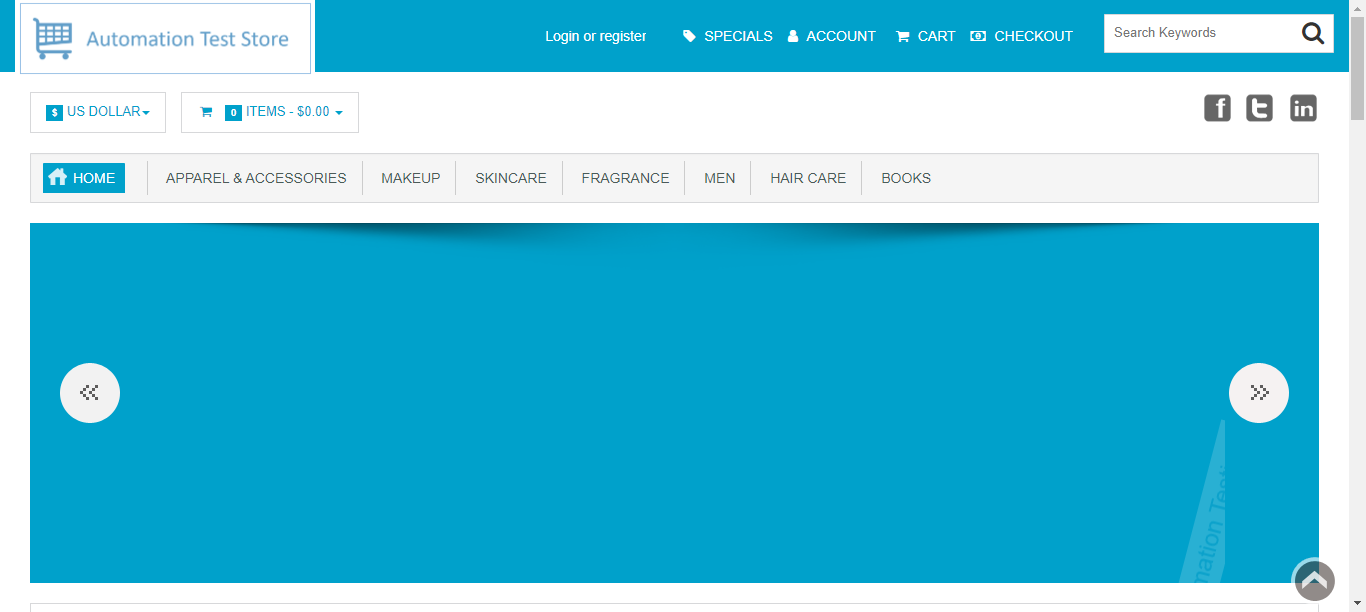 Automation Test Store
Login or register SPECIALS ACCOUNT CART CHECKOUT Search Keywords
$ US DOLLAR 0 ITEMS - $0.00
HOME APPAREL & ACCESSORIES MAKEUP SKINCARE FRAGRANCE MEN HAIR CARE BOOKS
mation Test